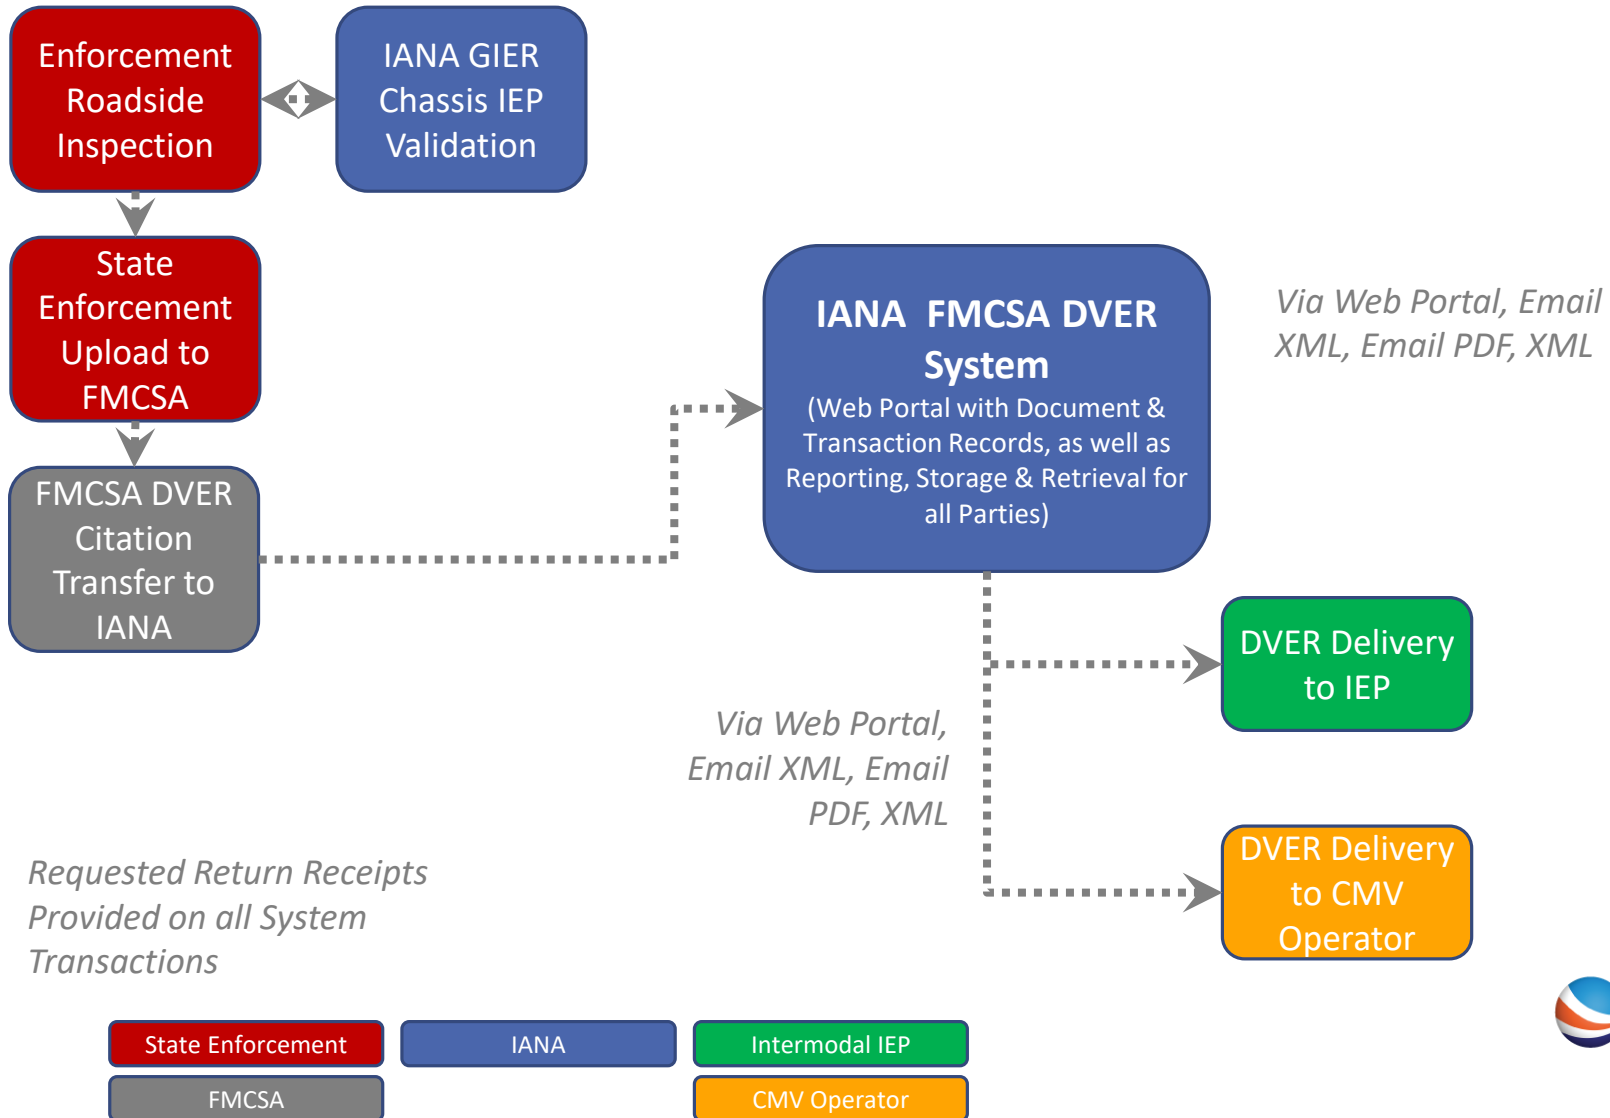 Enforcement
Roadside
Inspection
IANA GIER
Chassis IEP
Validation
State
Enforcement
Upload to
FMCSA
FMCSA DVER
Citation
Transfer to
IANA
IANA  FMCSA DVER
System
(Web Portal with Document &
Transaction Records, as well as
Reporting, Storage & Retrieval for
all Parties)
Via Web Portal, Email
XML, Email PDF, XML
DVER Delivery
to IEP
Via Web Portal,
Email XML, Email
PDF, XML
DVER Delivery
to CMV
Operator
Requested Return Receipts
Provided on all System
Transactions
State Enforcement
IANA
Intermodal IEP
FMCSA
CMV Operator